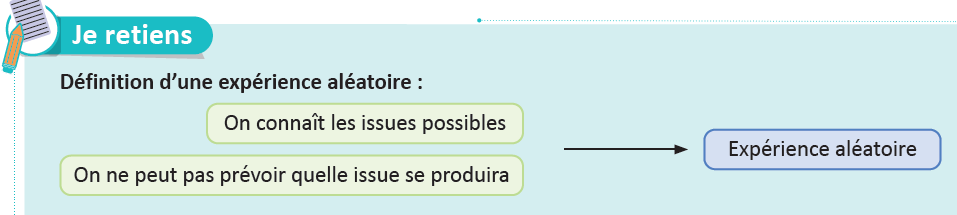 Je retiens
Définition d’une expérience aléatoire :
On connaît les issues possibles
On ne peut pas prévoir quelle issue se produira
Expérience aléatoire